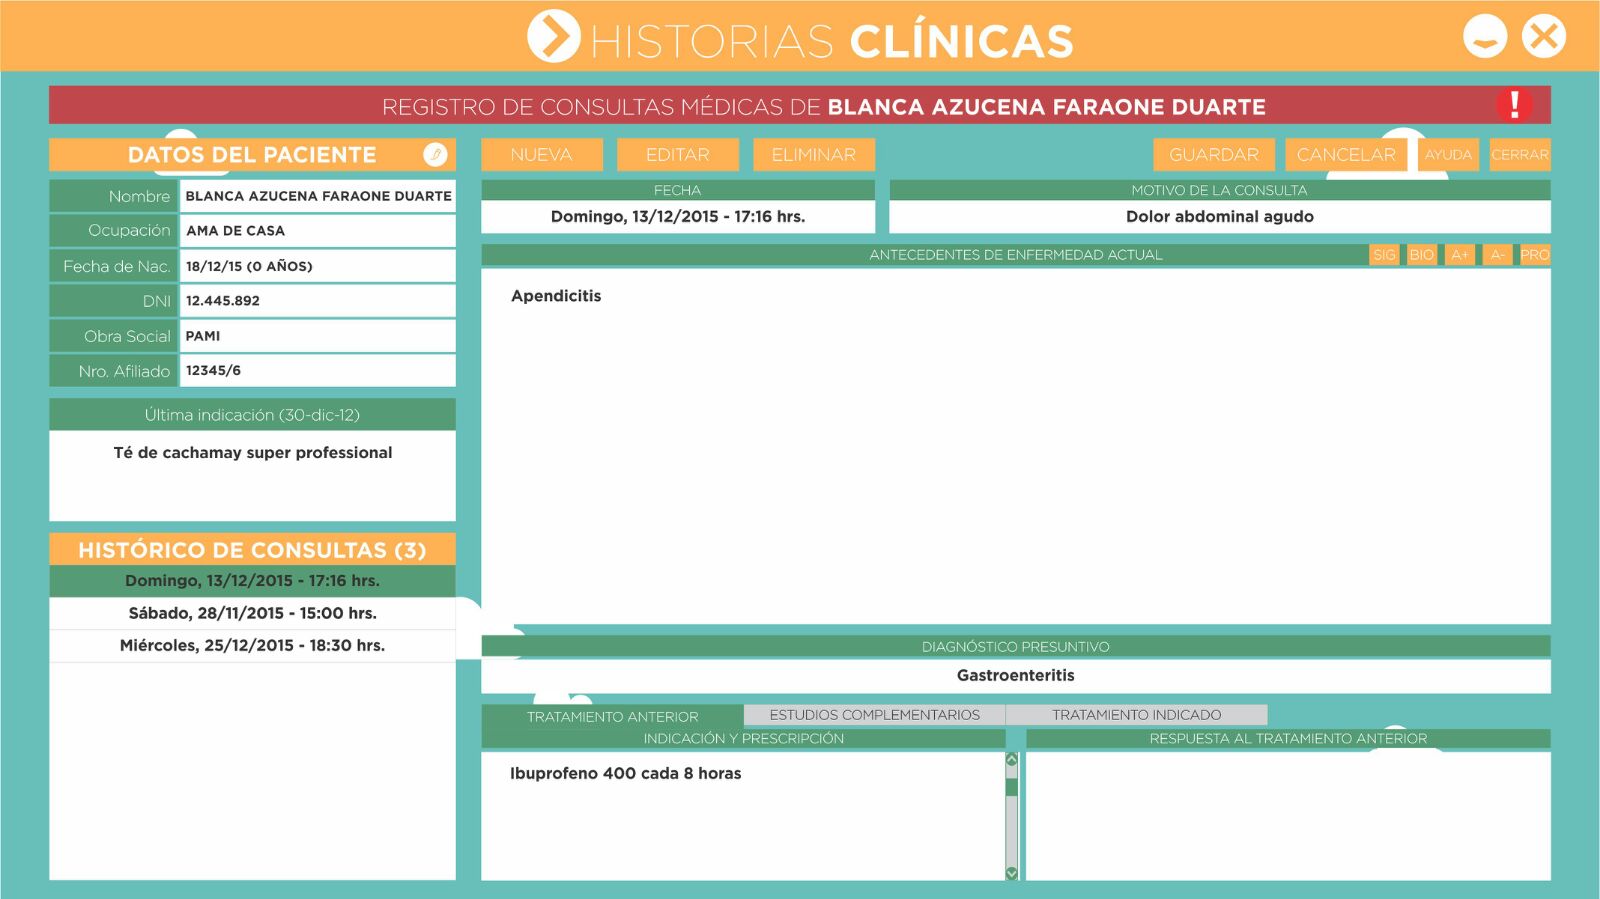 HISTORIAS CLÍNICAS
REGISTRO DE CONSULTAS MÉDICAS DE BLANCA AZUCENA FARAONE DUARTE
!
DATOS DEL PACIENTE
Nombre BLANCA AZUCENA FARAONE DUARTE
Ocupación AMA DE CASA
Fecha de Nac. 18/12/15 (0 AÑOS)
DNI 12.445.892
Obra Social PAMI
Nro. Afiliado 12345/6
Última indicación (30-dic-12)
Té de cachamay super professional
HISTÓRICO DE CONSULTAS (3)
Domingo, 13/12/2015 - 17:16 hrs.
Sábado, 28/11/2015 - 15:00 hrs.
Miércoles, 25/12/2015 - 18:30 hrs.
NUEVA EDITAR ELIMINAR GUARDAR CANCELAR AYUDA CERRAR
FECHA
Domingo, 13/12/2015 - 17:16 hrs.
MOTIVO DE LA CONSULTA
Dolor abdominal agudo
ANTECEDENTES DE ENFERMEDAD ACTUAL SIG BIO A+ A- PRO
Apendicitis
DIAGNÓSTICO PRESUNTIVO
Gastroenteritis
TRATAMIENTO ANTERIOR ESTUDIOS COMPLEMENTARIOS TRATAMIENTO INDICADO
INDICACIÓN Y PRESCRIPCIÓN
Ibuprofeno 400 cada 8 horas
RESPUESTA AL TRATAMIENTO ANTERIOR